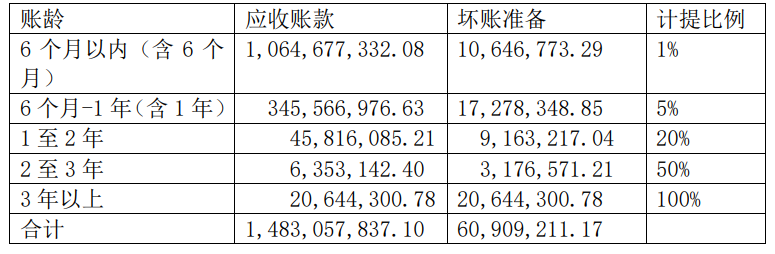 账龄 应收账款 坏账准备 计提比例
6 个月以内（含 6 个 1,064,677,332.08 10,646,773.29 1%
月）
6 个月-1 年（含 1 年） 345,566,976.63 17,278,348.85 5%
1 至 2 年 45,816,085.21 9,163,217.04 20%
2 至 3 年 6,353,142.40 3,176,571.21 50%
3 年以上 20,644,300.78 20,644,300.78 100%
合计 1,483,057,837.10 60,909,211.17